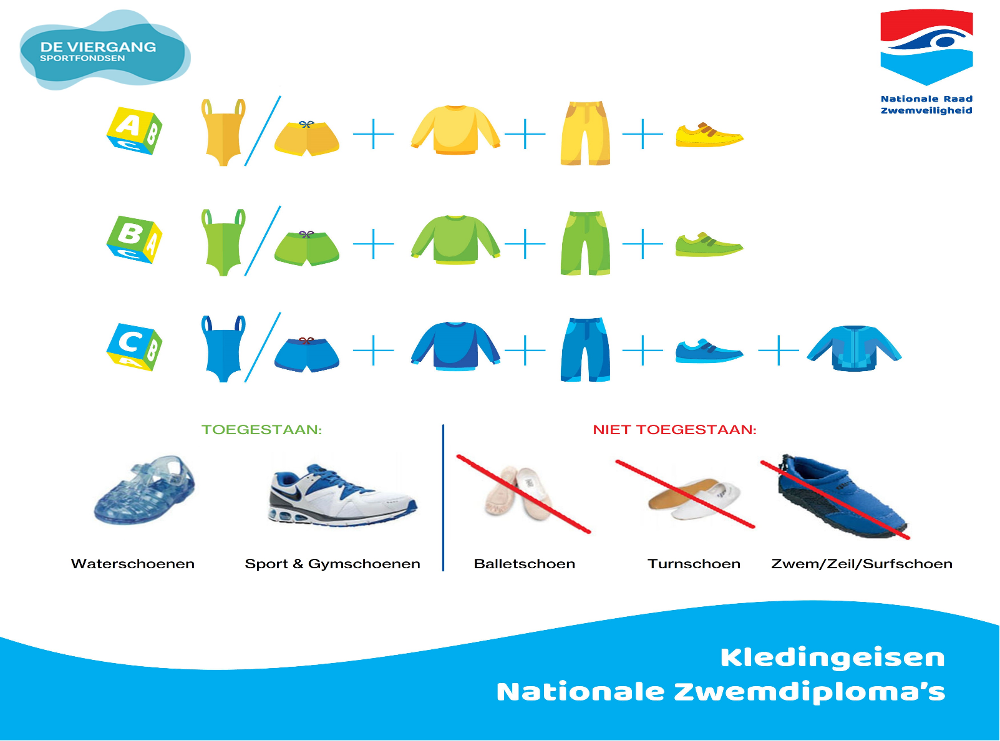 DE VIERGANG
SPORTFONDSEN
Nationale Raad
Zwemveiligheid
A
B
C
B
A
C
C
B
A
TOEGESTAAN:
NIET TOEGESTAAN:
Waterschoenen
Sport & Gymschoenen
Balletschoen
Turnschoen
Zwem/Zeil/Surfschoen
Kledingeisen
Nationale Zwemdiploma's